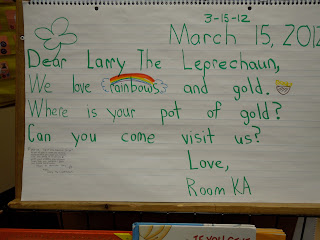 3-15-12
March 15, 2012
Dear Larry The Leprechaun,
We love rainbows and gold.
Where is your pot of gold?
Can you come visit us?
Love,
Room KA